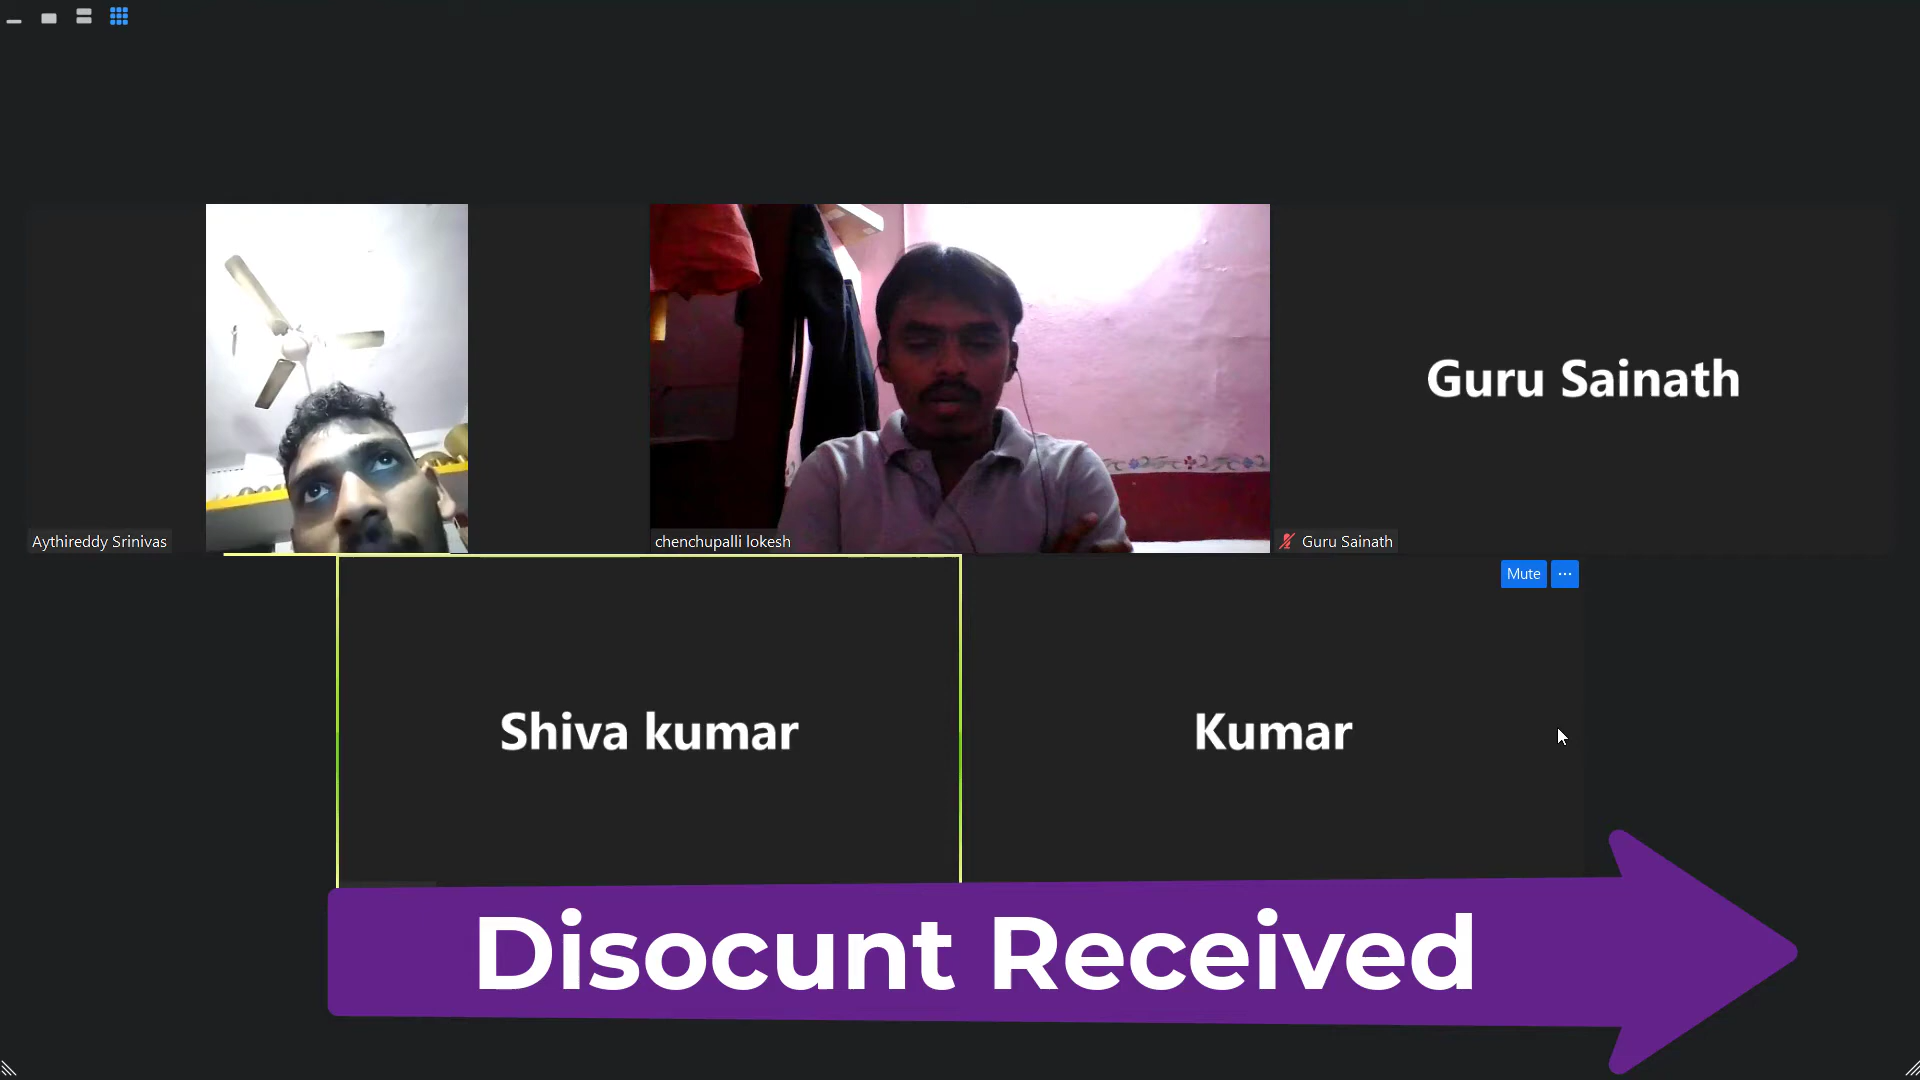 Aythireddy Srinivas
chenchupalli lokesh
Guru Sainath
Guru Sainath
Mute
Shiva kumar
Kumar
Disocunt Received